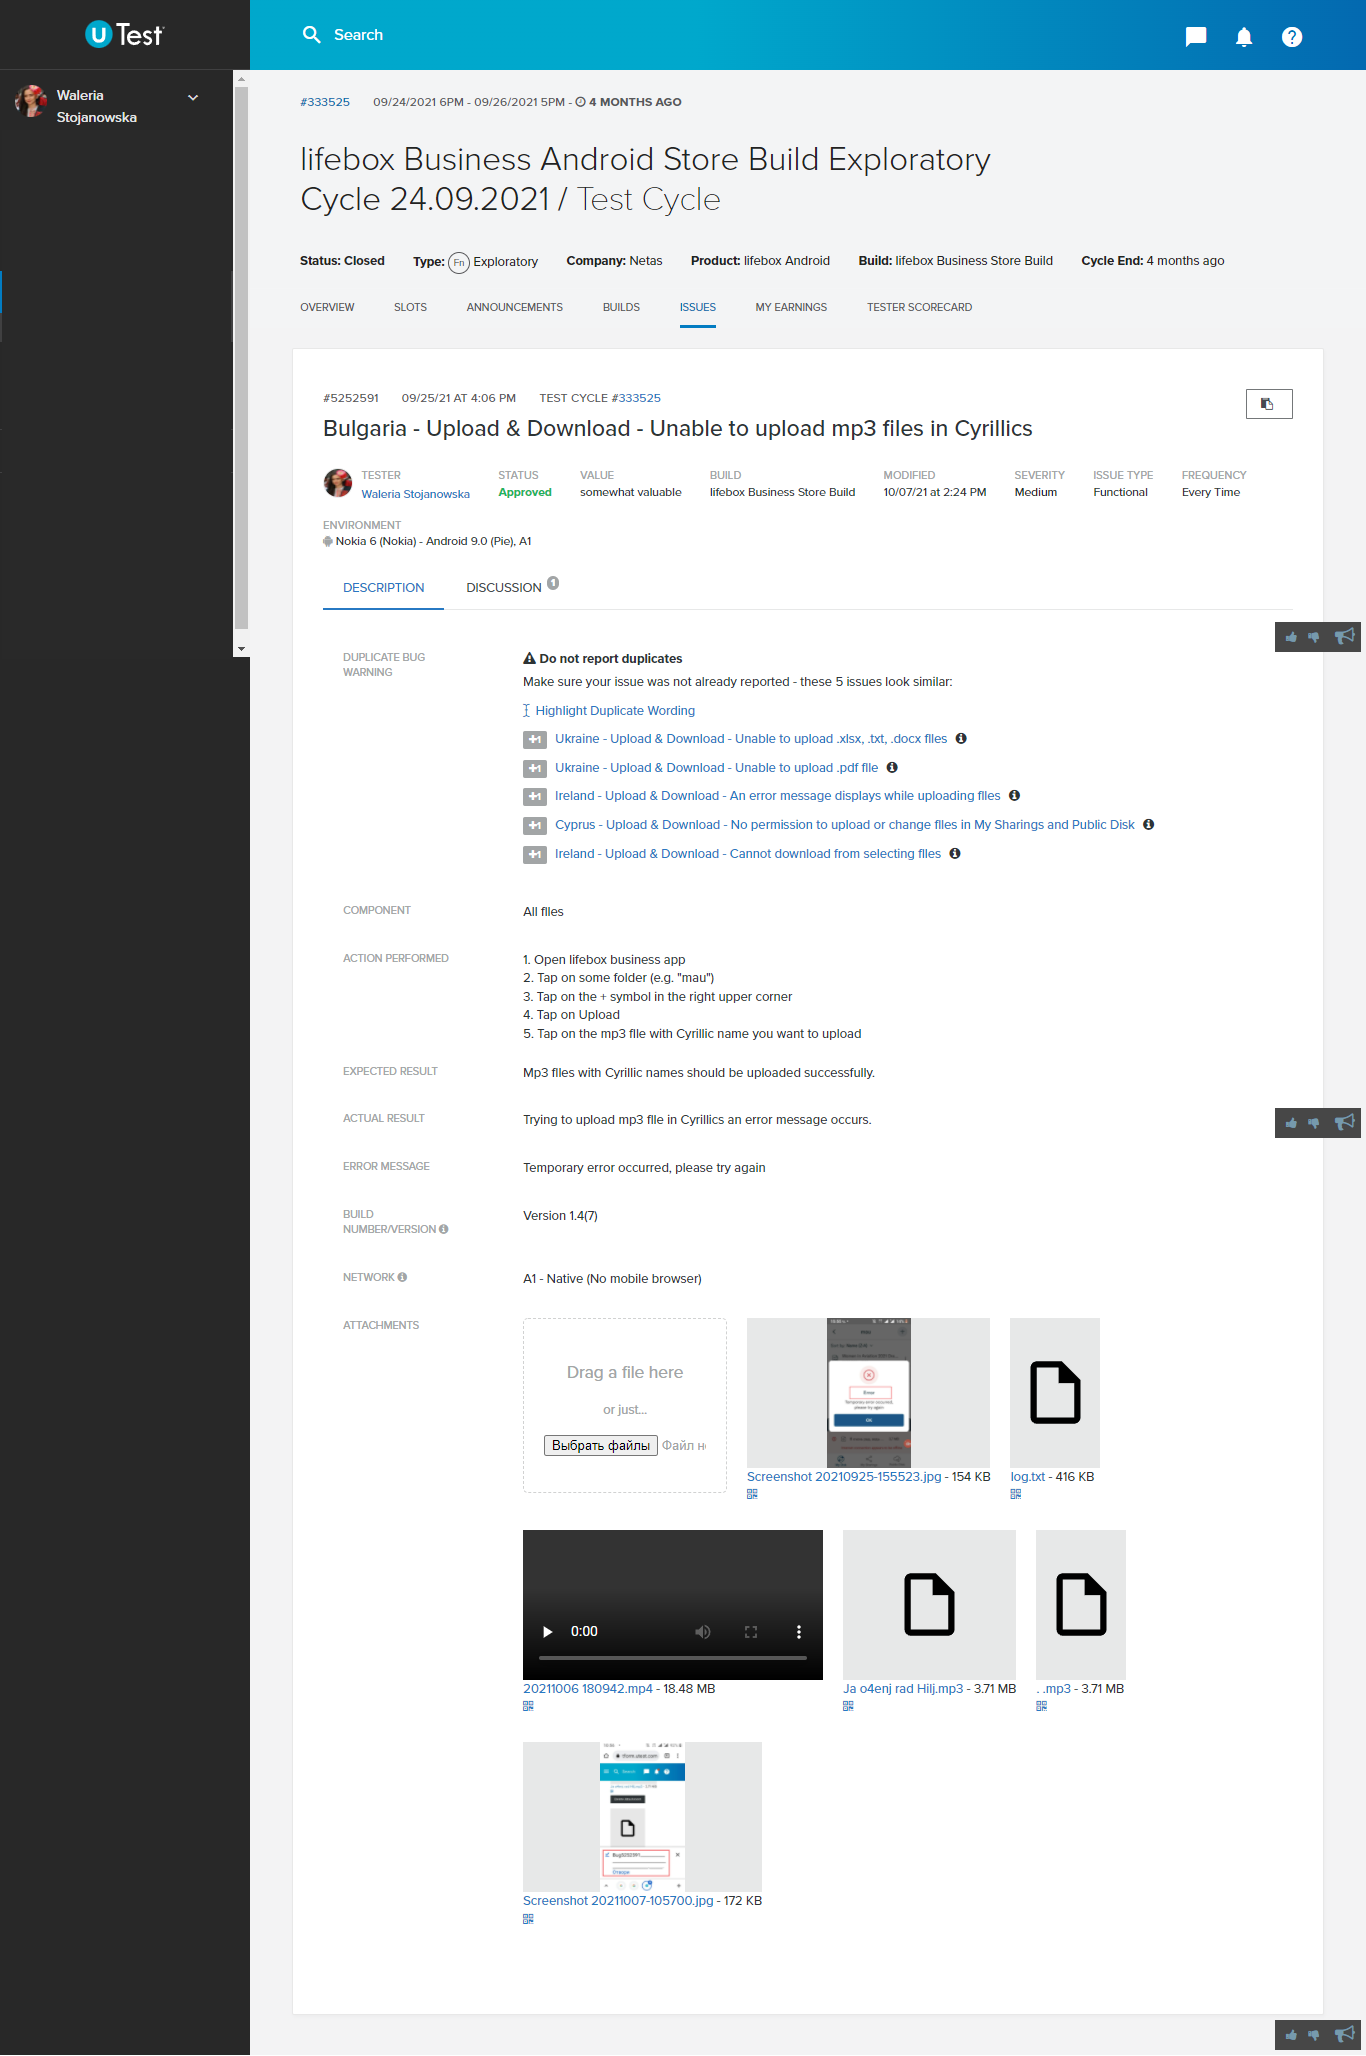 U Test
Search
Waleria
Stojanowska
#333525 09/24/2021 6PM - 09/26/2021 5PM - 4 MONTHS AGO
lifebox Business Android Store Build Exploratory
Cycle 24.09.2021 / Test Cycle
Status: Closed Type: Fn Exploratory Company: Netas Product: lifebox Android Build: lifebox Business Store Build Cycle End: 4 months ago
OVERVIEW SLOTS ANNOUNCEMENTS BUILDS ISSUES MY EARNINGS TESTER SCORECARD
#5252591 09/25/21 AT 4:06 PM TEST CYCLE #333525
Bulgaria - Upload & Download - Unable to upload mp3 files in Cyrillics
TESTER STATUS VALUE BUILD MODIFIED SEVERITY ISSUE TYPE FREQUENCY
Waleria Stojanowska Approved somewhat valuable lifebox Business Store Build 10/07/21 at 2:24 PM Medium Functional Every Time
ENVIRONMENT
Nokia 6 (Nokia) - Android 9.0 (Pie), A1
DESCRIPTION DISCUSSION 1
DUPLICATE BUG
WARNING
Do not report duplicates
Make sure your issue was not already reported - these 5 issues look similar:
Highlight Duplicate Wording
+1 Ukraine - Upload & Download - Unable to upload .xlsx, .txt, .docx files
+1 Ukraine - Upload & Download - Unable to upload .pdf file
+1 Ireland - Upload & Download - An error message displays while uploading files
+1 Cyprus - Upload & Download - No permission to upload or change files in My Sharings and Public Disk
+1 Ireland - Upload & Download - Cannot download from selecting files
COMPONENT All files
ACTION PERFORMED 1. Open lifebox business app
2. Tap on some folder (e.g. "mau")
3. Tap on the + symbol in the right upper corner
4. Tap on Upload
5. Tap on the mp3 file with Cyrillic name you want to upload
EXPECTED RESULT Mp3 files with Cyrillic names should be uploaded successfully.
ACTUAL RESULT Trying to upload mp3 file in Cyrillics an error message occurs.
ERROR MESSAGE Temporary error occurred, please try again
BUILD
NUMBER/VERSION
Version 1.4(7)
NETWORK A1 - Native (No mobile browser)
ATTACHMENTS
Drag a file here
or just...
Выбрать файлы Файл не
Error
Temporary error occurred,
please try again
OK
Screenshot 20210925-155523.jpg - 154 KB log.txt - 416 KB
0:00
20211006 180942.mp4 - 18.48 MB Ja o4enj rad Hilj.mp3 - 3.71 MB . .mp3 - 3.71 MB
Search
Screenshot 20211007-105700.jpg - 172 KB